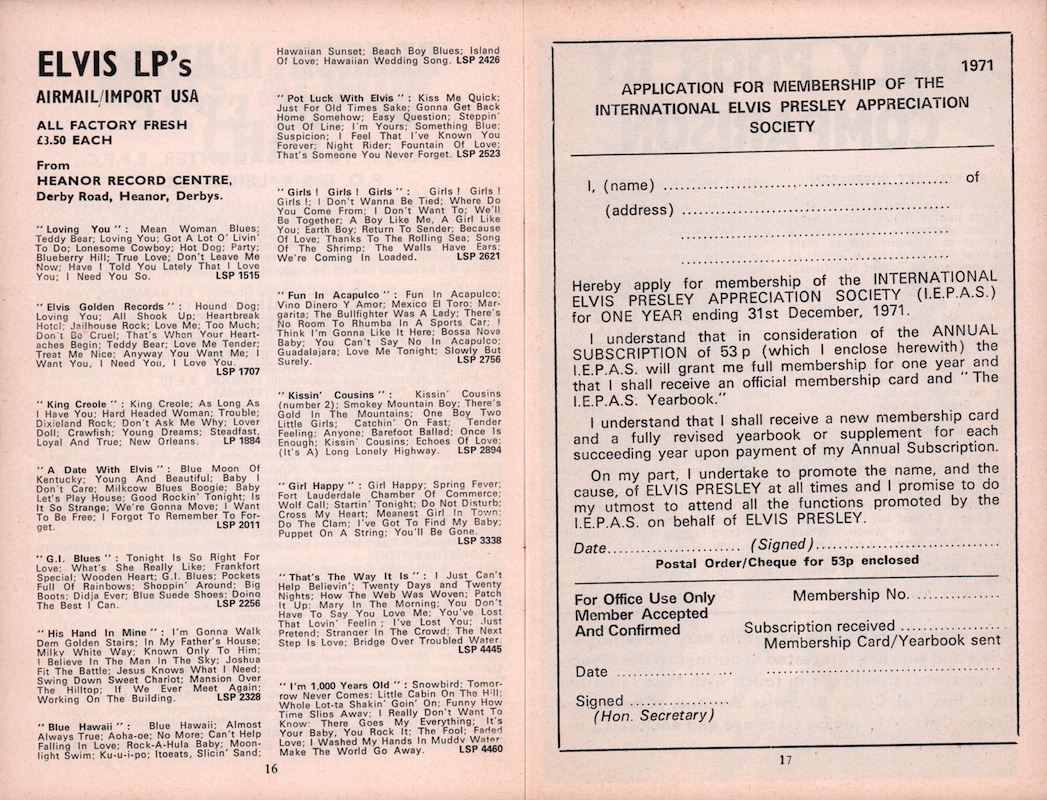 ELVIS LP's
AIRMAIL/IMPORT USA
ALL FACTORY FRESH
£3.50 EACH
From
HEANOR RECORD CENTRE,
Derby Road, Heanor, Derbys.
"Loving You": Mean Woman Blues;
Teddy Bear; Loving You; Got A Lot O' Livin'
To Do; Lonesome Cowboy; Hot Dog; Party;
Blueberry Hill; True Love; Don't Leave Me
Now; Have I Told You Lately That I Love
You; I Need You So. LSP 1515
"Elvis Golden Records": Hound Dog;
Loving You; All Shook Up; Heartbreak
Hotel; Jailhouse Rock; Love Me; Too Much;
Don't Be Cruel; That's When Your Heart-
aches Begin; Teddy Bear; Love Me Tender;
Treat Me Nice; Anyway You Want Me; I
Want You, I Need You, I Love You.
LSP 1707
"King Creole": King Creole; As Long As
I Have You; Hard Headed Woman; Trouble;
Dixieland Rock; Don't Ask Me Why; Lover
Doll; Crawfish; Young Dreams; Steadfast,
Loyal And True; New Orleans. LP 1884
"A Date With Elvis": Blue Moon Of
Kentucky; Young And Beautiful; Baby I
Don't Care; Milkcow Blues Boogie; Baby
Let's Play House; Good Rockin' Tonight; Is
It So Strange; We're Gonna Move; I Want
To Be Free; I Forgot To Remember To For-
get. LSP 2011
"G.I. Blues": Tonight Is So Right For
Love; What's She Really Like; Frankfort
Special; Wooden Heart; G.I. Blues; Pockets
Full Of Rainbows; Shoppin' Around; Big
Boots; Didja Ever; Blue Suede Shoes; Doing
The Best I Can. LSP 2256
"His Hand In Mine": I'm Gonna Walk
Dem Golden Stairs; In My Father's House;
Milky White Way; Known Only To Him;
I Believe In The Man In The Sky; Joshua
Fit The Battle; Jesus Knows What I Need;
Swing Down Sweet Chariot; Mansion Over
The Hilltop; If We Ever Meet Again;
Working On The Building. LSP 2328
"Blue Hawaii": Blue Hawaii; Almost
Always True; Aoha-oe; No More; Can't Help
Falling In Love; Rock-A-Hula Baby; Moon-
light Swim; Ku-u-i-po; Itoeats, Slicin' Sand;
Hawaiian Sunset; Beach Boy Blues; Island
Of Love; Hawaiian Wedding Song. LSP 2426
"Pot Luck With Elvis": Kiss Me Quick;
Just For Old Times Sake; Gonna Get Back
Home Somehow; Easy Question; Steppin'
Out Of Line; I'm Yours; Something Blue;
Suspicion; I Feel That I've Known You
Forever; Night Rider; Fountain Of Love;
That's Someone You Never Forget. LSP 2523
"Girls! Girls! Girls": Girls! Girls!
Girls!; I Don't Wanna Be Tied; Where Do
You Come From; I Don't Want To; We'll
Be Together; A Boy Like Me, A Girl Like
You; Earth Boy; Return To Sender; Because
Of Love; Thanks To The Rolling Sea; Song
Of The Shrimp; The Walls Have Ears;
We're Coming In Loaded. LSP 2621
"Fun In Acapulco": Fun In Acapulco;
Vino Dinero Y Amor; Mexico El Toro; Mar-
garita; The Bullfighter Was A Lady; There's
No Room To Rhumba In A Sports Car; I
Think I'm Gonna Like It Here; Bossa Nova
Baby; You Can't Say No In Acapulco;
Guadalajara; Love Me Tonight; Slowly But
Surely. LSP 2756
"Kissin' Cousins": Kissin' Cousins
(number 2); Smokey Mountain Boy; There's
Gold In The Mountains; One Boy Two
Little Girls; Catchin' On Fast; Tender
Feeling; Anyone; Barefoot Ballad; Once Is
Enough; Kissin' Cousins; Echoes Of Love;
(It's A) Long Lonely Highway. LSP 2894
"Girl Happy": Girl Happy; Spring Fever;
Fort Lauderdale Chamber Of Commerce;
Wolf Call; Startin' Tonight; Do Not Disturb;
Cross My Heart; Meanest Girl In Town;
Do The Clam; I've Got To Find My Baby;
Puppet On A String; You'll Be Gone.
LSP 3338
"That's The Way It Is": I Just Can't
Help Believin'; Twenty Days and Twenty
Nights; How The Web Was Woven; Patch
It Up; Mary In The Morning; You Don't
Have To Say You Love Me; You've Lost
That Lovin' Feelin; I've Lost You; Just
Pretend; Stranger In The Crowd; The Next
Step Is Love; Bridge Over Troubled Water.
LSP 4445
"I'm 1,000 Years Old": Snowbird; Tomor-
row Never Comes; Little Cabin On The Hill;
Whole Lot-ta Shakin' Goin' On; Funny How
Time Slips Away; I Really Don't Want To
Know; There Goes My Everything; It's
Your Baby, You Rock It; The Fool; Faded
Love; I Washed My Hands In Muddy Water
Make The World Go Away. LSP 4460
16
1971
APPLICATION FOR MEMBERSHIP OF THE
INTERNATIONAL ELVIS PRESLEY APPRECIATION
SOCIETY
I, (name) .......... of
(address) ..........
Hereby apply for membership of the INTERNATIONAL
ELVIS PRESLEY APPRECIATION SOCIETY (I.E.P.A.S.)
for ONE YEAR ending 31st December, 1971.
I understand that in consideration of the ANNUAL
SUBSCRIPTION of 53p (which I enclose herewith) the
I.E.P.A.S. will grant me full membership for one year and
that I shall receive an official membership card and "The
I.E.P.A.S. Yearbook."
I understand that I shall receive a new membership card
and a fully revised yearbook or supplement for each
succeeding year upon payment of my Annual Subscription.
On my part, I undertake to promote the name, and the
cause, of ELVIS PRESLEY at all times and I promise to do
my utmost to attend all the functions promoted by the
I.E.P.A.S. on behalf of ELVIS PRESLEY.
Date.......... (Signed)..........
Postal Order/Cheque for 53p enclosed
For Office Use Only
Member Accepted
And Confirmed
Membership No. ..........
Subscription received ..........
Membership Card/Yearbook sent
Date ..........
Signed ..........
(Hon. Secretary)
17